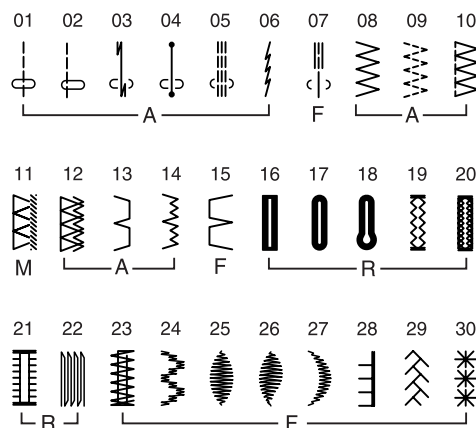 01 02 03 04 05 06 07 08 09 10
A F A
11 12 13 14 15 16 17 18 19 20
M A F R
21 22 23 24 25 26 27 28 29 30
R F